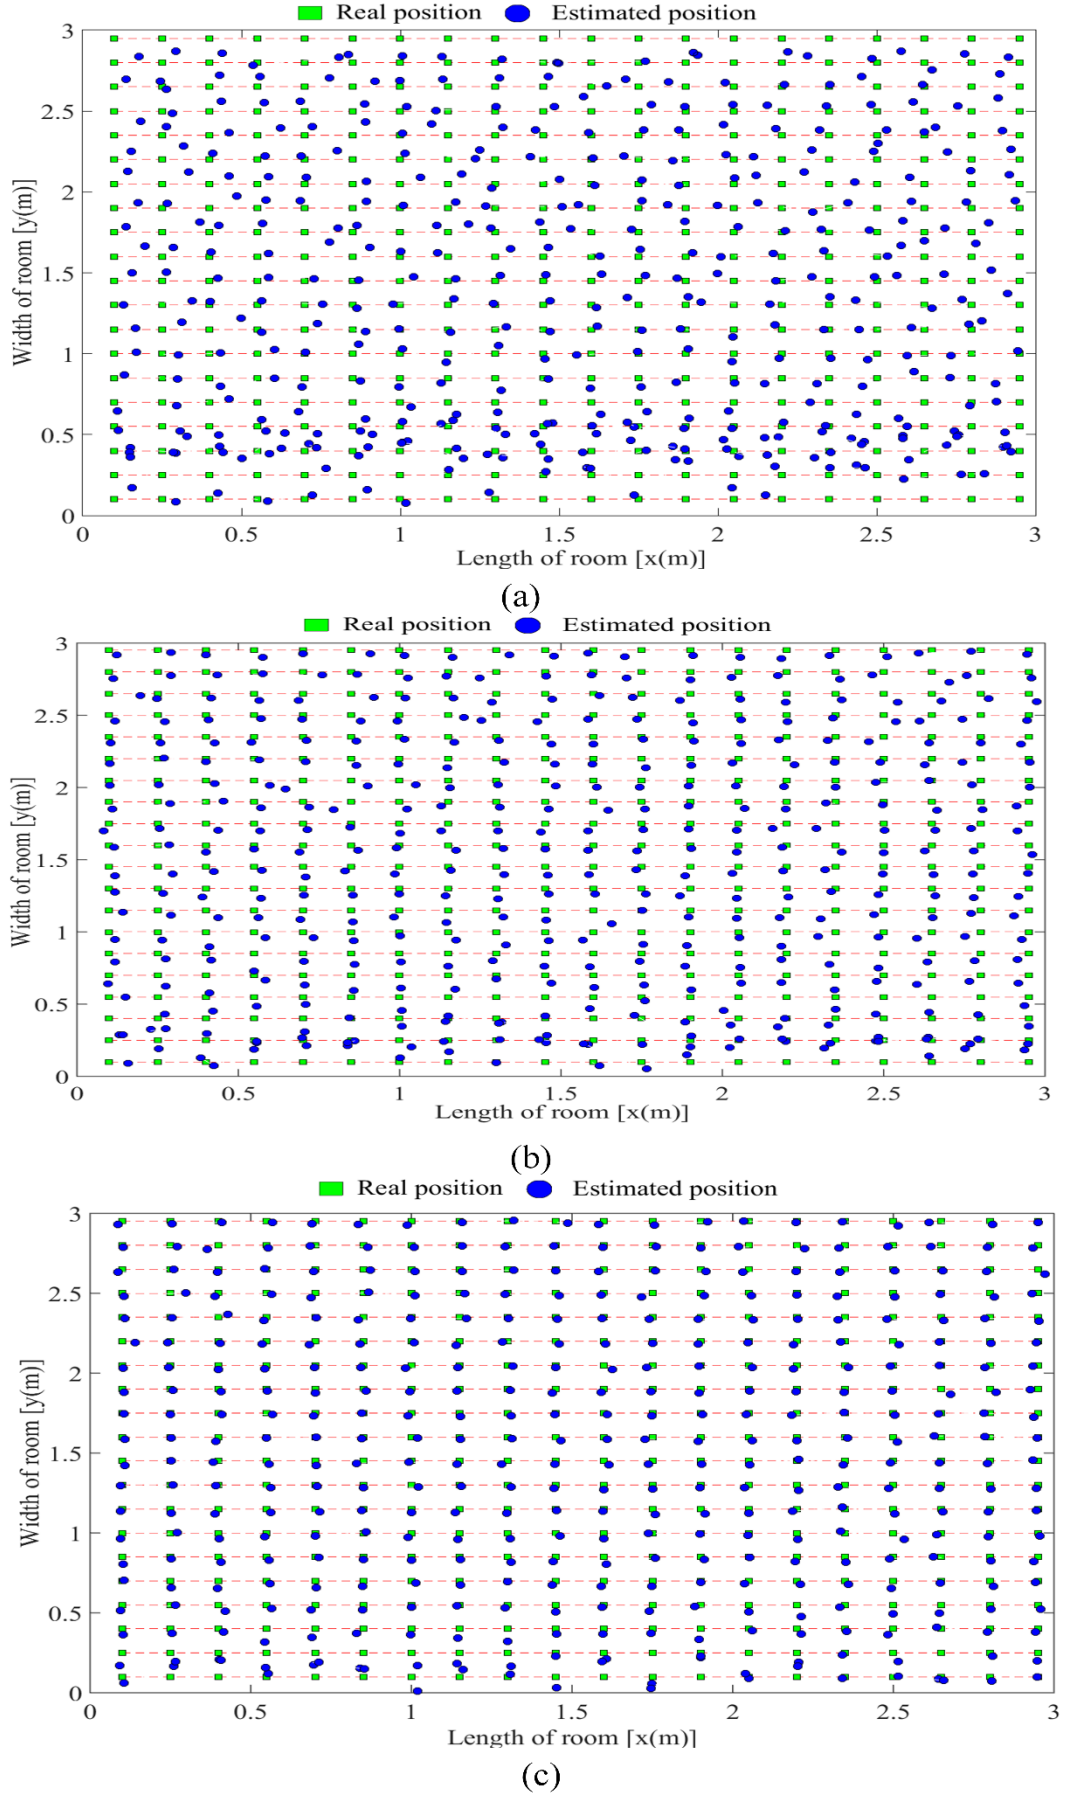 Real position Estimated position
3
2.5
2
1.5
1
0.5
0
Width of room [y(m)]
0 0.5 1 1.5 2 2.5 3
Length of room [x(m)]
(a)
Real position Estimated position
3
2.5
2
1.5
1
0.5
0
Width of room [y(m)]
0.5 1 1.5 2 2.5 3
Length of room [x(m)]
(b)
Real position Estimated position
3
2.5
2
1.5
1
0.5
0
Width of room [y(m)]
0 0.5 1 1.5 2 2.5 3
Length of room [x(m)]
(c)